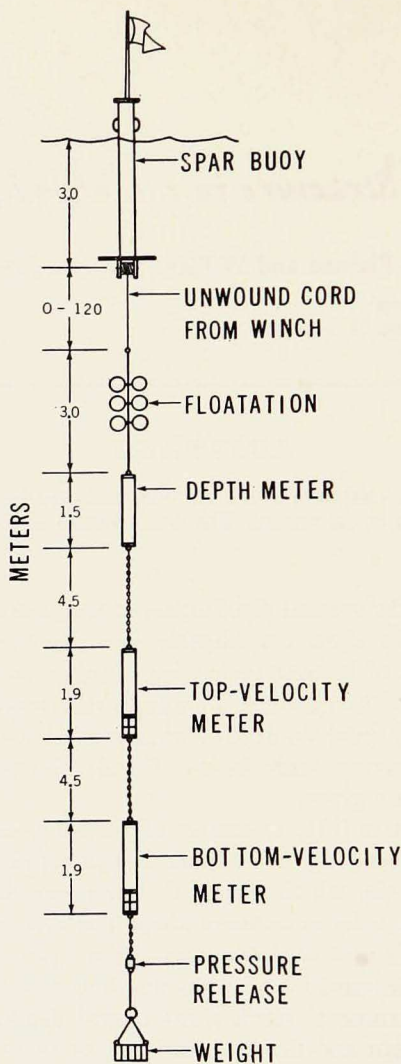 SPAR BUOY
3.0
UNWOUND CORD
FROM WINCH
0-120
FLOATATION
3.0
DEPTH METER
1.5
METERS
4.5
TOP-VELOCITY
METER
1.9
4.5
BOTTOM-VELOCITY
METER
1.9
PRESSURE
RELEASE
WEIGHT